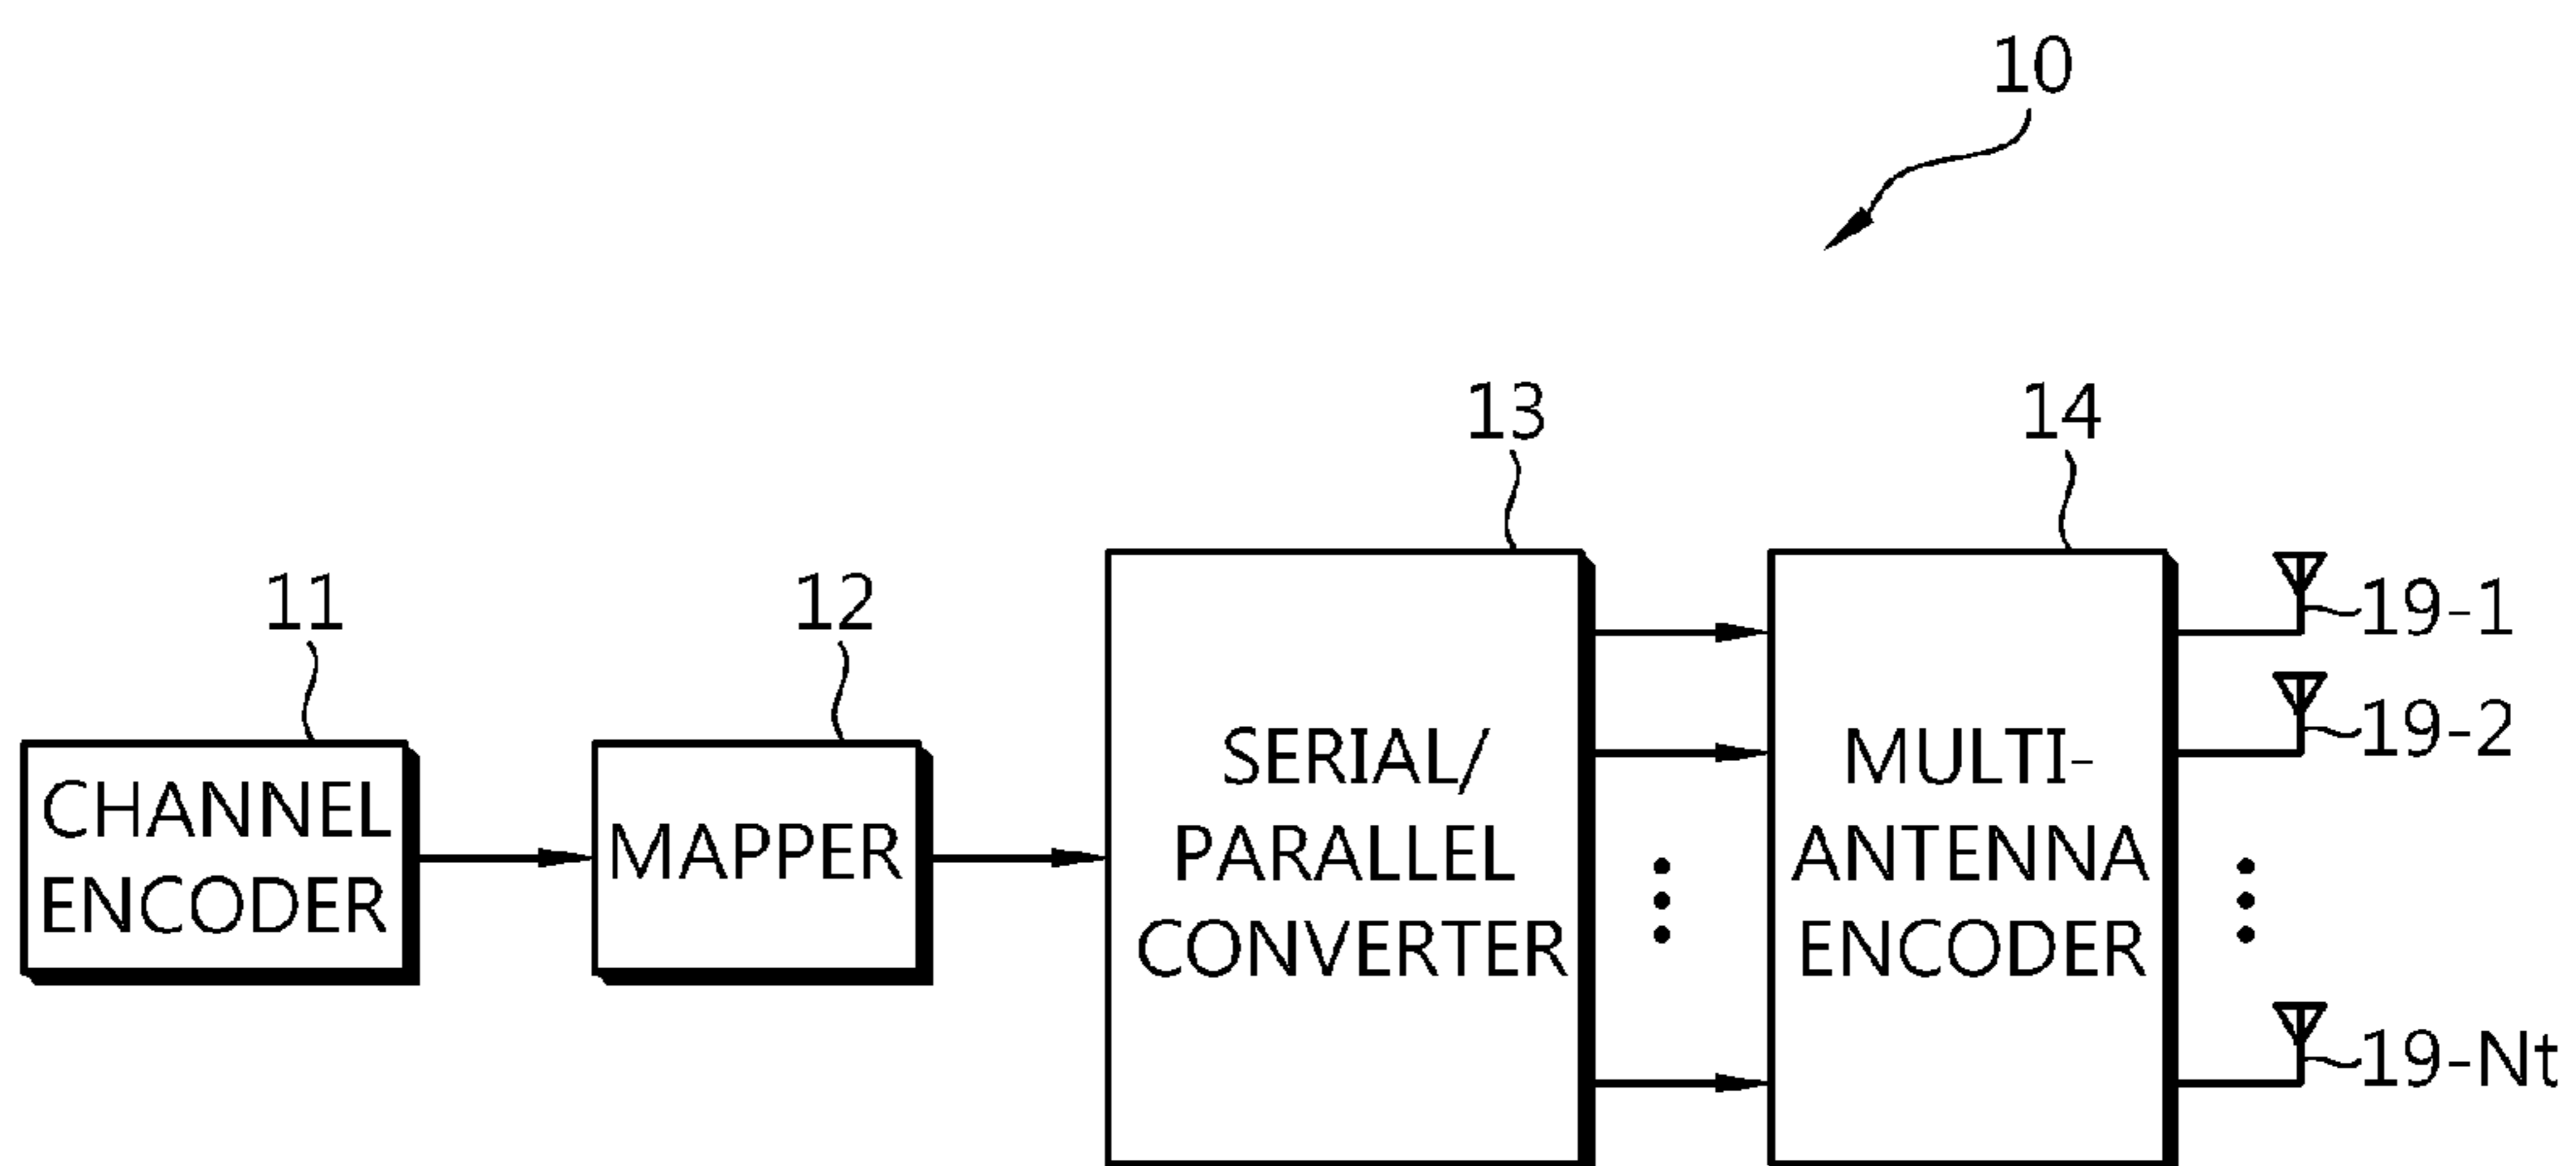 10
13
14
11
12
19-1
19-2
19-Nt
CHANNEL
ENCODER
MAPPER
SERIAL/
PARALLEL
CONVERTER
MULTI-
ANTENNA
ENCODER